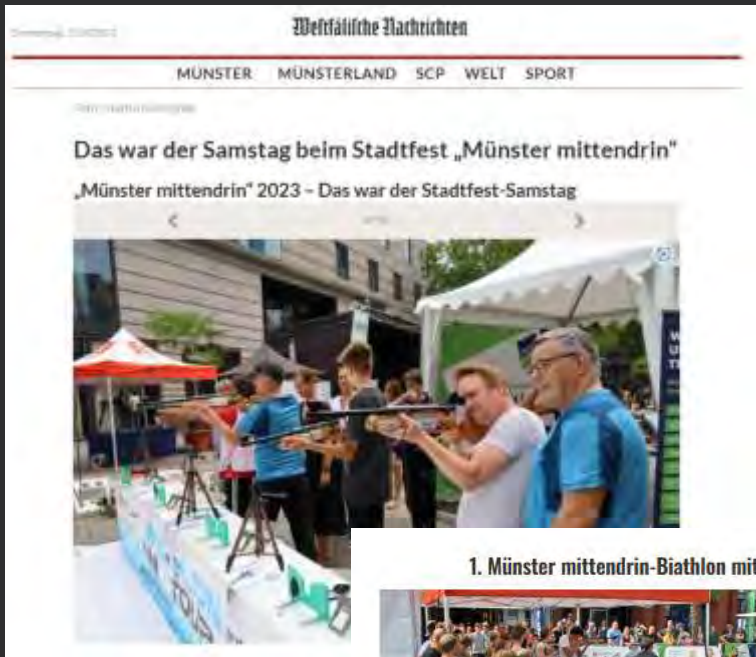 Westfälische Nachrichten
MÜNSTER MÜNSTERLAND SCP WELT SPORT
Das war der Samstag beim Stadtfest „Münster mittendrin“
„Münster mittendrin“ 2023 – Das war der Stadtfest-Samstag
TOUR
1. Münster mittendrin-Biathlon mit